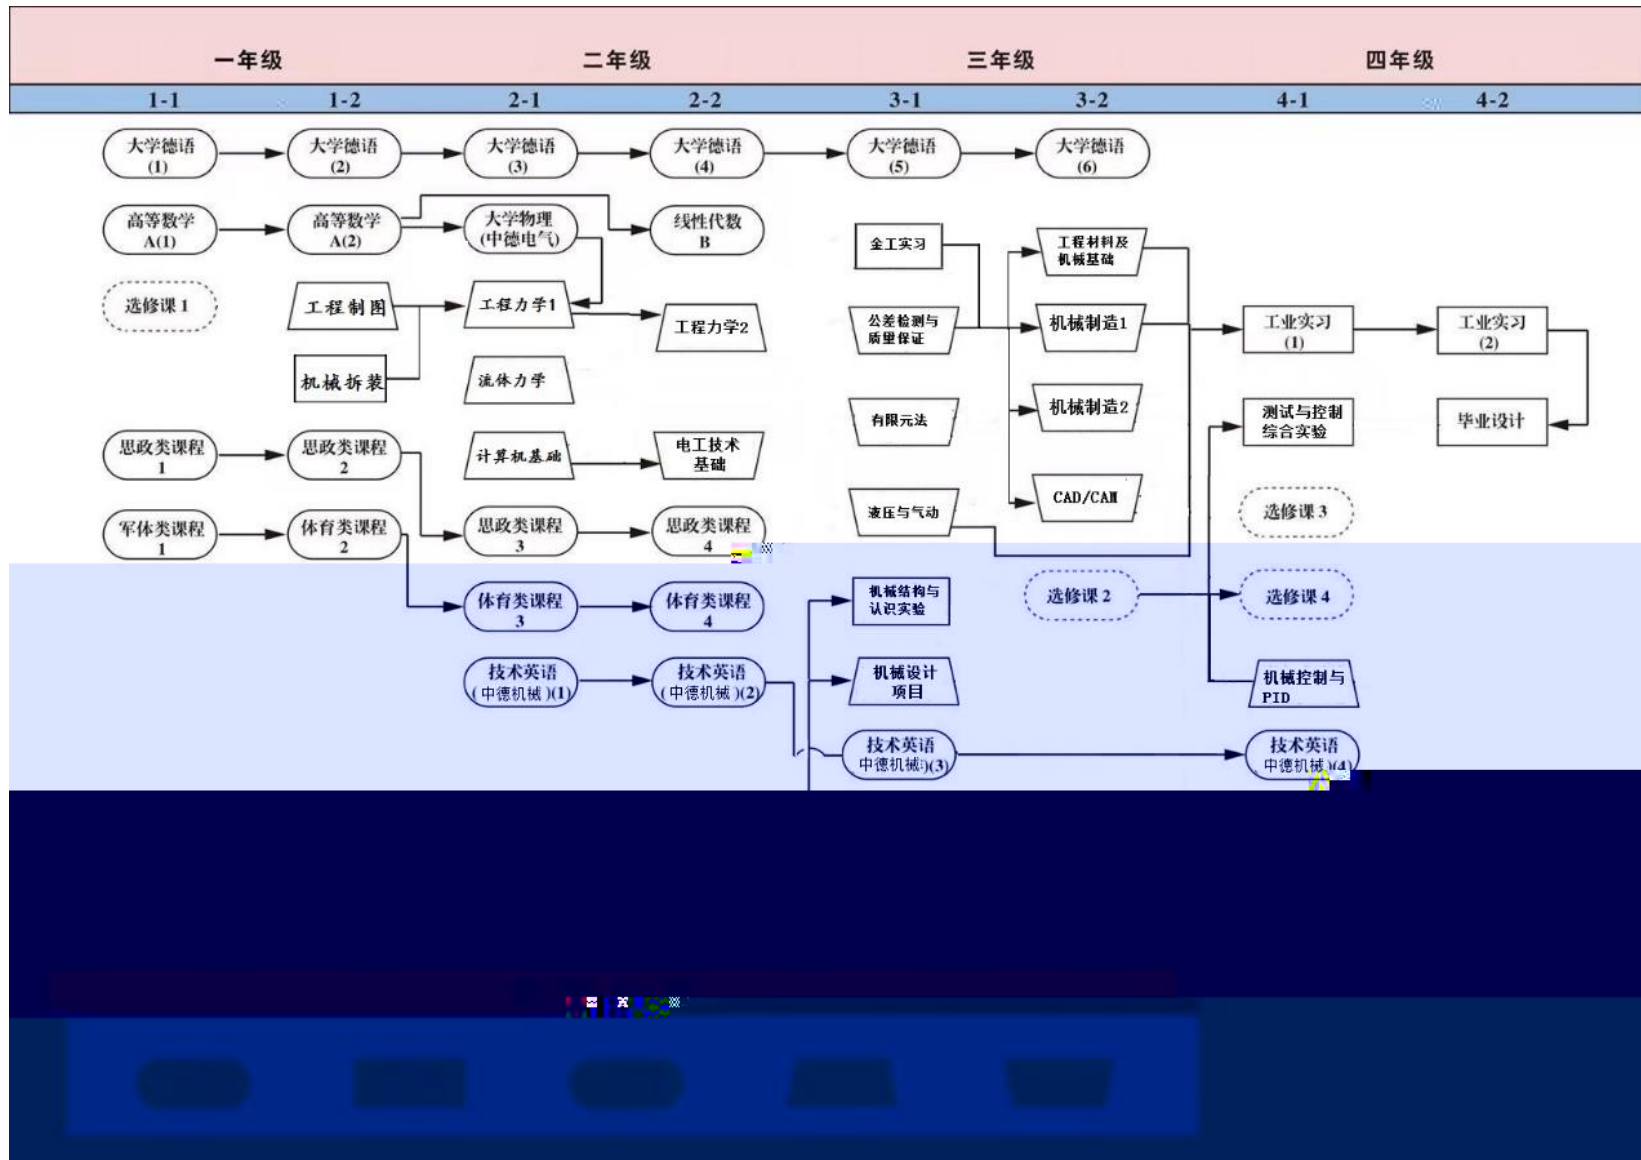 一年级 二年级 三年级 四年级
1-1 1-2 2-1 2-2 3-1 3-2 4-1 4-2
大学德语
(1)
大学德语
(2)
大学德语
(3)
大学德语
(4)
大学德语
(5)
大学德语
(6)
高等数学
A(1)
高等数学
A(2)
大学物理
(中德电气)
线性代数
B
金工实习
工程材料及
机械基础
选修课 1
工程制图
工程力学1
工程力学2
公差检测与
质量保证
机械制造1
工业实习
(1)
工业实习
(2)
机械拆装
流体力学
有限元法
机械制造2
测试与控制
综合实验
毕业设计
思政类课程
1
思政类课程
2
计算机基础
电工技术
基础
液压与气动
CAD/CAM
选修课 3
军体类课程
1
体育类课程
2
思政类课程
3
思政类课程
4
体育类课程
3
体育类课程
4
机械结构与
认识实验
选修课 2
选修课 4
技术英语
(中德机械)(1)
技术英语
(中德机械)(2)
机械设计
项目
机械控制与
PID
技术英语
中德机械)(3)
技术英语
中德机械)(4)